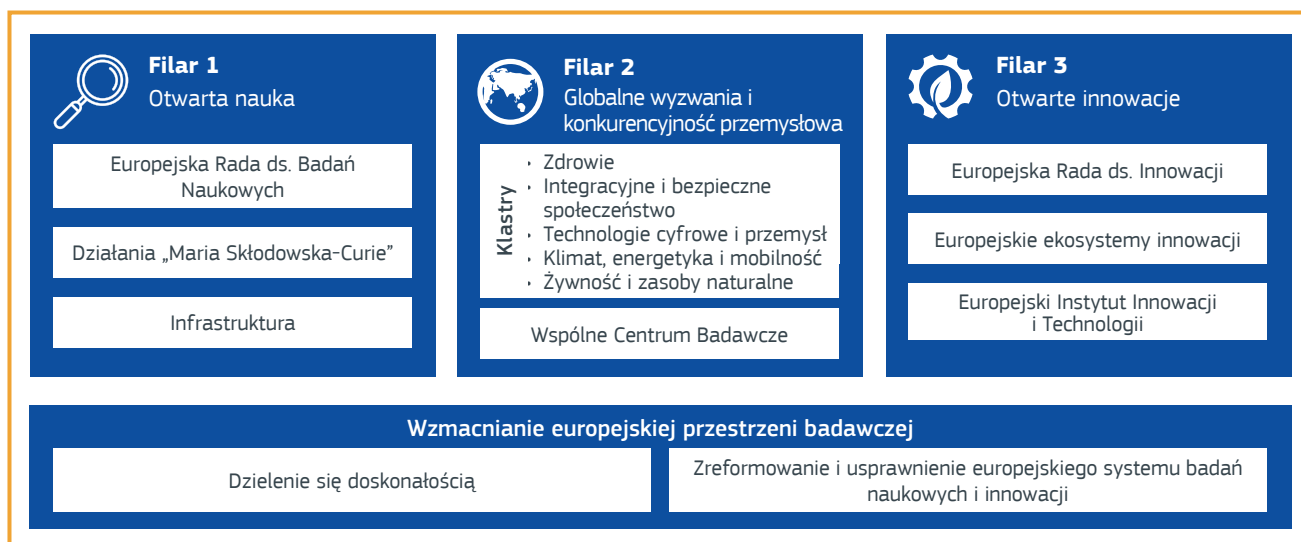 Filar 1
Otwarta nauka
Europejska Rada ds. Badań
Naukowych
Działania „Maria Skłodowska-Curie”
Infrastruktura
Filar 2
Globalne wyzwania i
konkurencyjność przemysłowa
Klastry
· Zdrowie
· Integracyjne i bezpieczne
społeczeństwo
· Technologie cyfrowe i przemysł
· Klimat, energetyka i mobilność
· Żywność i zasoby naturalne
Wspólne Centrum Badawcze
Filar 3
Otwarte innowacje
Europejska Rada ds. Innowacji
Europejskie ekosystemy innowacji
Europejski Instytut Innowacji
i Technologii
Wzmacnianie europejskiej przestrzeni badawczej
Dzielenie się doskonałością
Zreformowanie i usprawnienie europejskiego systemu badań
naukowych i innowacji